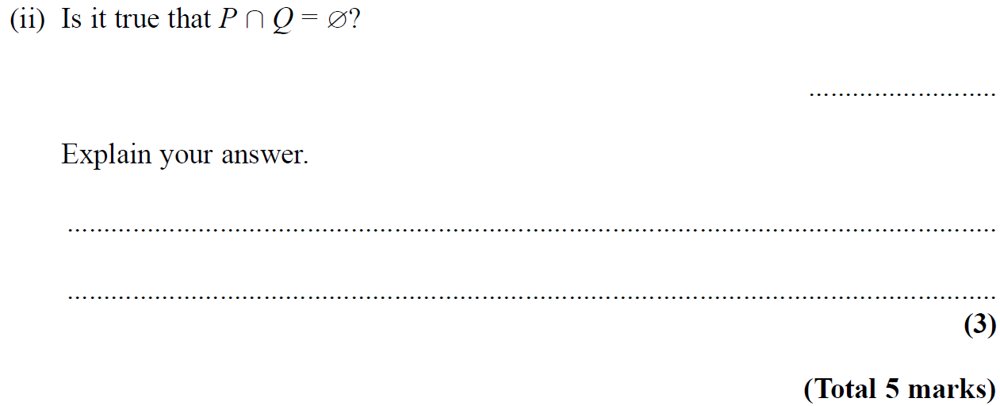 (ii) Is it true that P ∩ Q = ∅?
..........................
Explain your answer.
................................................................................................................................
................................................................................................................................
(3)
(Total 5 marks)